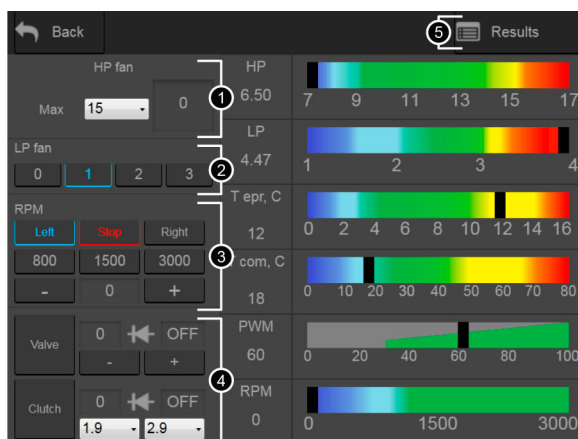 Back
5
Results
HP fan
Max 15 0
1
HP
6.50
7 9 11 13 15 17
LP fan
0 1 2 3
2
LP
4.47
1 2 3 4
RPM
Left Stop Right
800 1500 3000
- 0 +
3
T epr, C
12
0 2 4 6 8 10 12 14 16
com, C
18
0 10 20 30 40 50 60 70 80
Valve 0 OFF
- +
4
Clutch 0 OFF
1.9 2.9
PWM
60
0 20 40 60 80 100
RPM
0
0 1500 3000